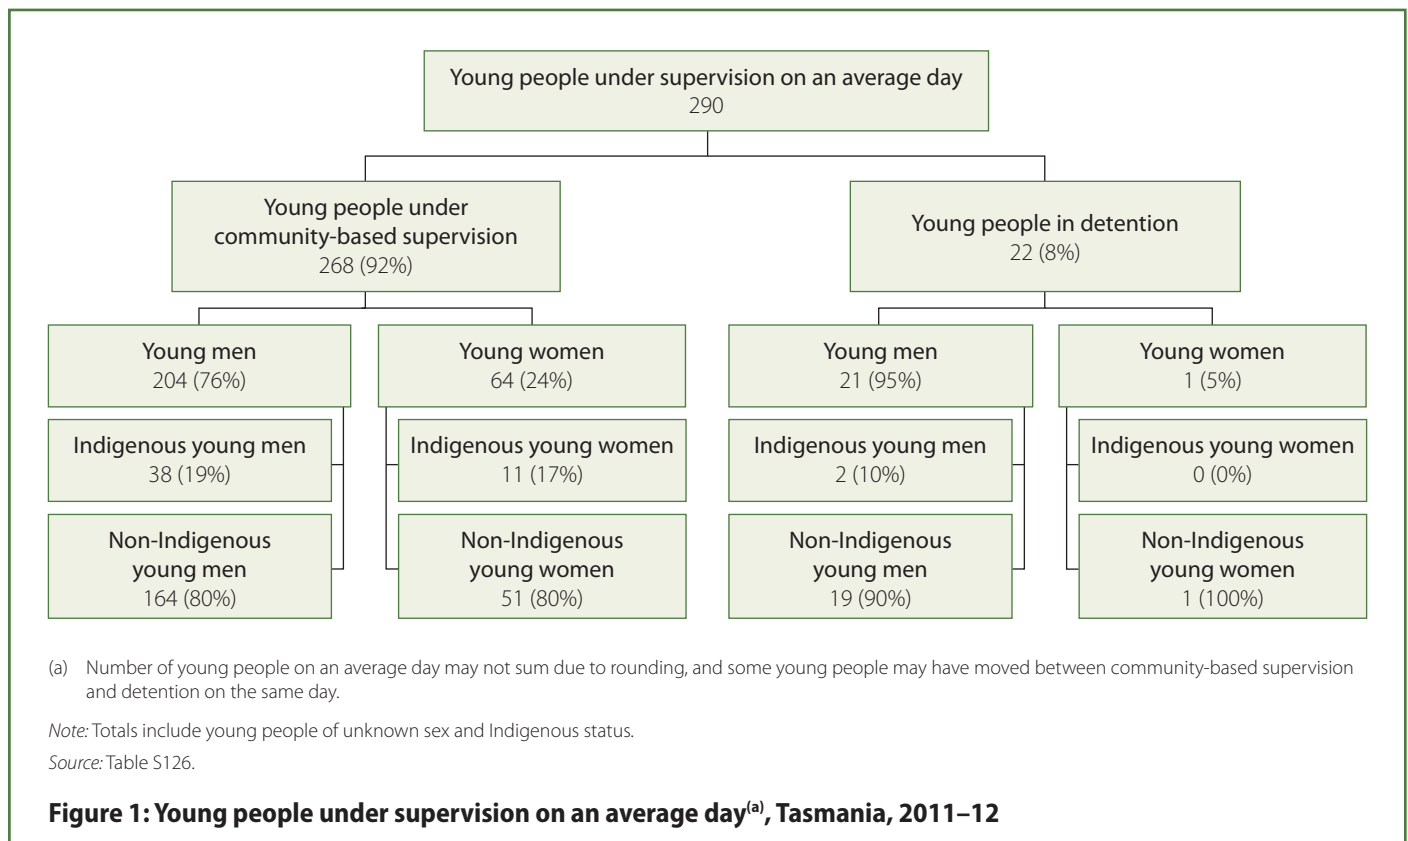 Young people under supervision on an average day
290
Young people under
community-based supervision
268 (92%)
Young people in detention
22 (8%)
Young men
204 (76%)
Young women
64 (24%)
Young men
21 (95%)
Young women
1 (5%)
Indigenous young men
38 (19%)
Indigenous young women
11 (17%)
Indigenous young men
2 (10%)
Indigenous young women
0 (0%)
Non-Indigenous
young men
164 (80%)
Non-Indigenous
young women
51 (80%)
Non-Indigenous
young men
19 (90%)
Non-Indigenous
young women
1 (100%)
(a) Number of young people on an average day may not sum due to rounding, and some young people may have moved between community-based supervision
and detention on the same day.
Note: Totals include young people of unknown sex and Indigenous status.
Source: Table S126.
Figure 1: Young people under supervision on an average day(a), Tasmania, 2011–12